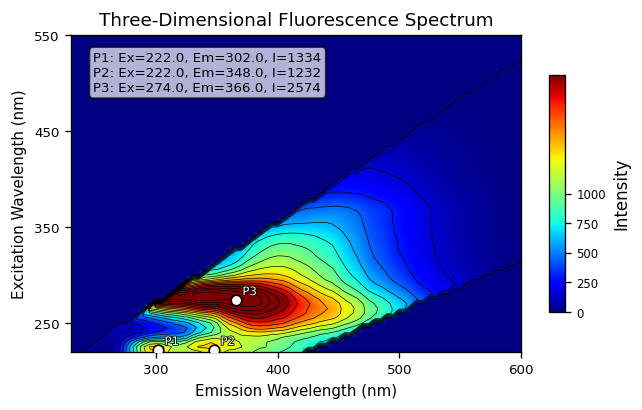 Three-Dimensional Fluorescence Spectrum
550
450
350
250
Excitation Wavelength (nm)
P1: Ex=222.0, Em=302.0, I=1334
P2: Ex=222.0, Em=348.0, I=1232
P3: Ex=274.0, Em=366.0, I=2574
P3
P1
P2
300
400
500
600
Emission Wavelength (nm)
1000
750
500
250
0
Intensity